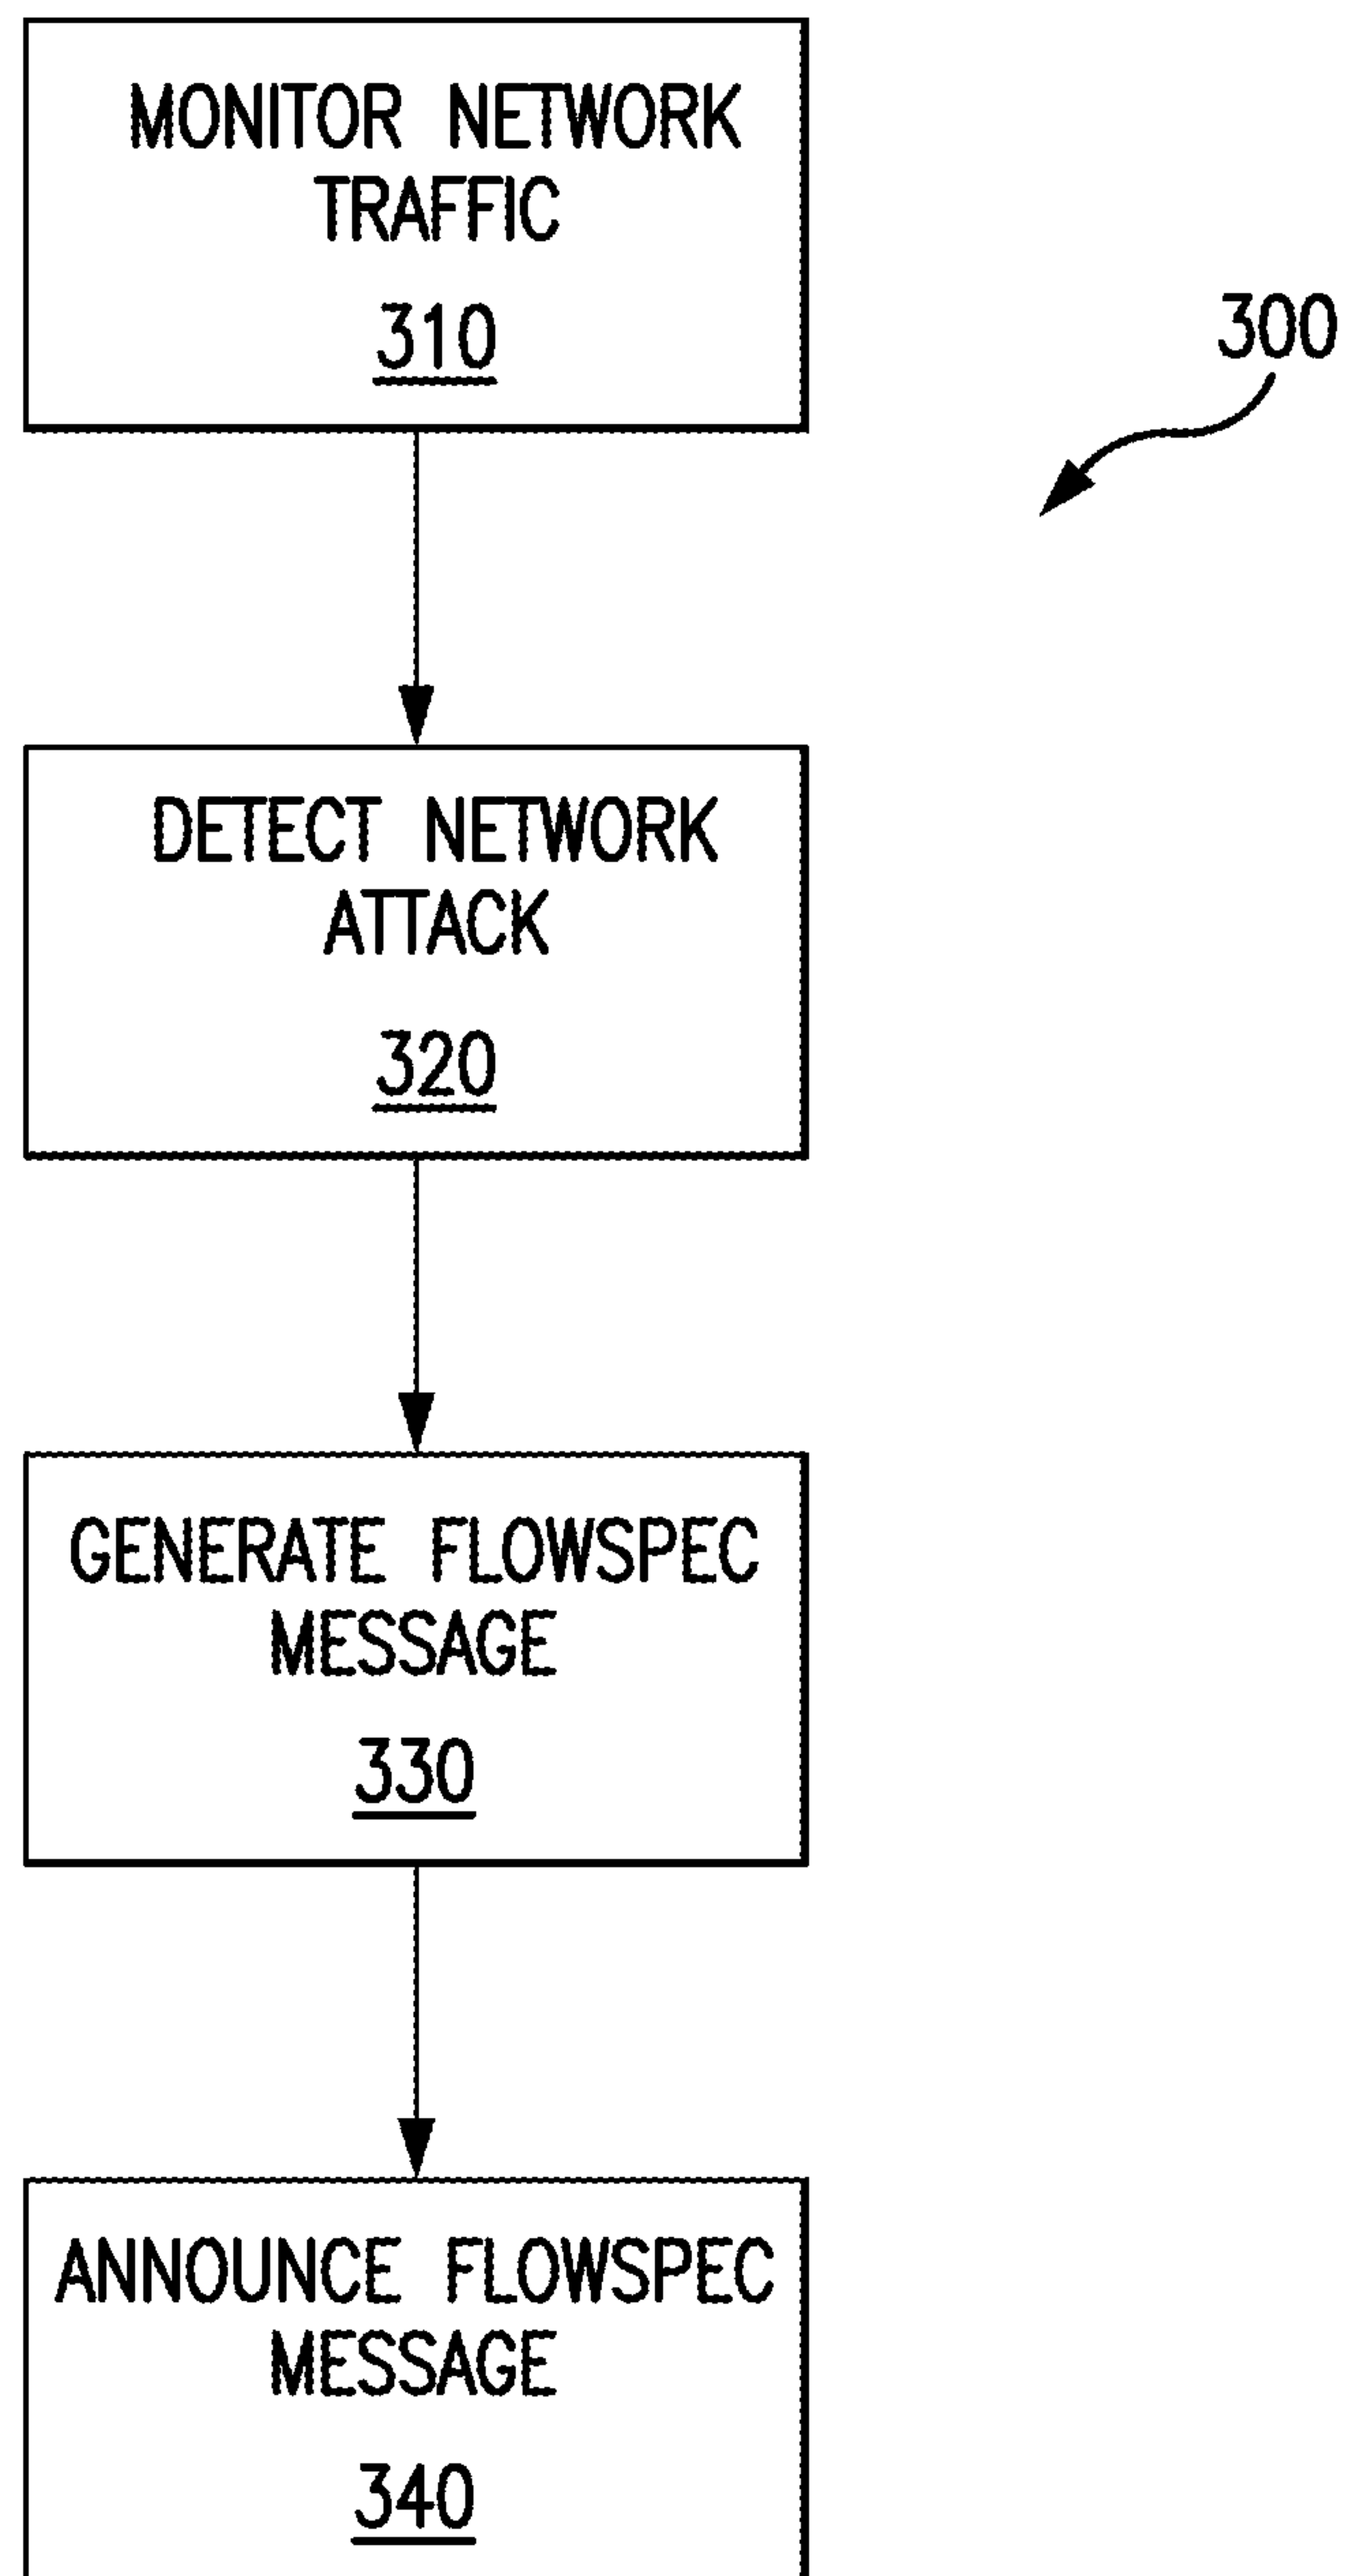 MONITOR NETWORK
TRAFFIC
310
300
DETECT NETWORK
ATTACK
320
GENERATE FLOWSPEC
MESSAGE
330
ANNOUNCE FLOWSPEC
MESSAGE
340